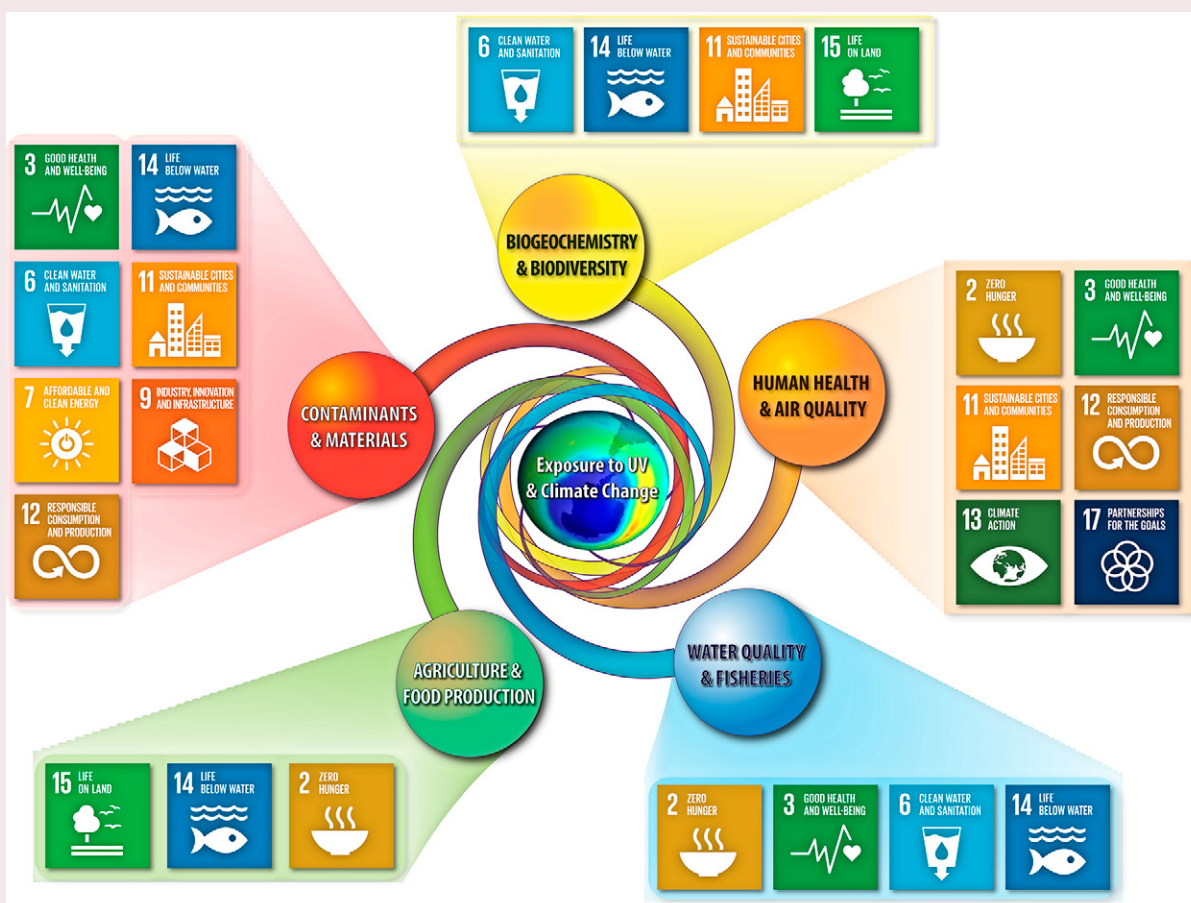 6 CLEAN WATER
AND SANITATION
14 LIFE
BELOW WATER
11 SUSTAINABLE CITIES
AND COMMUNITIES
15 LIFE
ON LAND
3 GOOD HEALTH
AND WELL-BEING
14 LIFE
BELOW WATER
6 CLEAN WATER
AND SANITATION
11 SUSTAINABLE CITIES
AND COMMUNITIES
7 AFFORDABLE AND
CLEAN ENERGY
9 INDUSTRY, INNOVATION
AND INFRASTRUCTURE
12 RESPONSIBLE
CONSUMPTION
AND PRODUCTION
BIOGEOCHEMISTRY
& BIODIVERSITY
CONTAMINANTS
& MATERIALS
HUMAN HEALTH
& AIR QUALITY
Exposure to UV
& Climate Change
2 ZERO
HUNGER
3 GOOD HEALTH
AND WELL-BEING
11 SUSTAINABLE CITIES
AND COMMUNITIES
12 RESPONSIBLE
CONSUMPTION
AND PRODUCTION
13 CLIMATE
ACTION
17 PARTNERSHIPS
FOR THE GOALS
AGRICULTURE &
FOOD PRODUCTION
WATER QUALITY
& FISHERIES
15 LIFE
ON LAND
14 LIFE
BELOW WATER
2 ZERO
HUNGER
2 ZERO
HUNGER
3 GOOD HEALTH
AND WELL-BEING
6 CLEAN WATER
AND SANITATION
14 LIFE
BELOW WATER